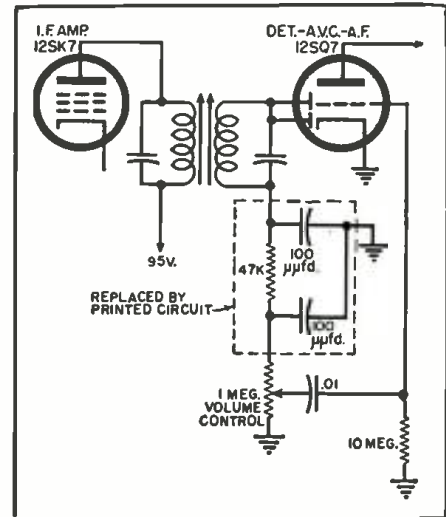 I.F. AMP.
12SK7
DET.-A.V.C.-A.F.
12SQ7
95V.
100
µµfd.
47K
REPLACED BY
PRINTED CIRCUIT
100
µµfd.
1 MEG.
VOLUME
CONTROL
.01
10 MEG.